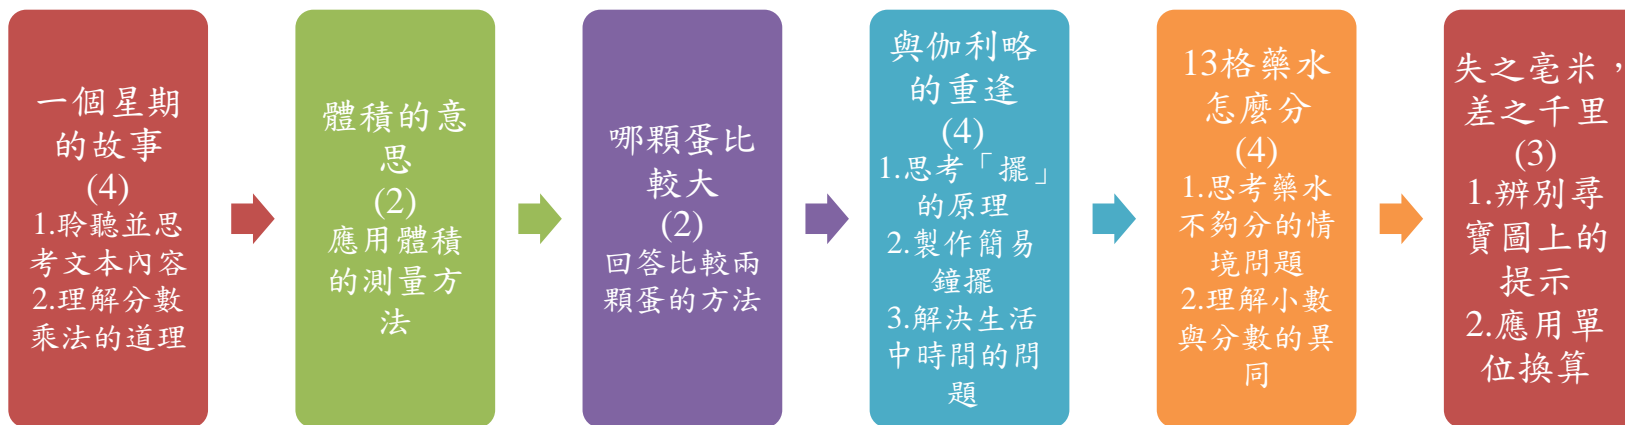 一個星期
的故事
(4)
1.聆聽並思
考文本內容
2.理解分數
乘法的道理
體積的意
思
(2)
應用體積
的測量方
法
哪顆蛋比
較大
(2)
回答比較兩
顆蛋的方法
與伽利略
的重逢
(4)
1.思考「擺」
的原理
2.製作簡易
鐘擺
3.解決生活
中時間的問
題
13格藥水
怎麼分
(4)
1.思考藥水
不夠分的情
境問題
2.理解小數
與分數的異
同
失之毫米，
差之千里
(3)
1.辨別尋
寶圖上的
提示
2.應用單
位換算